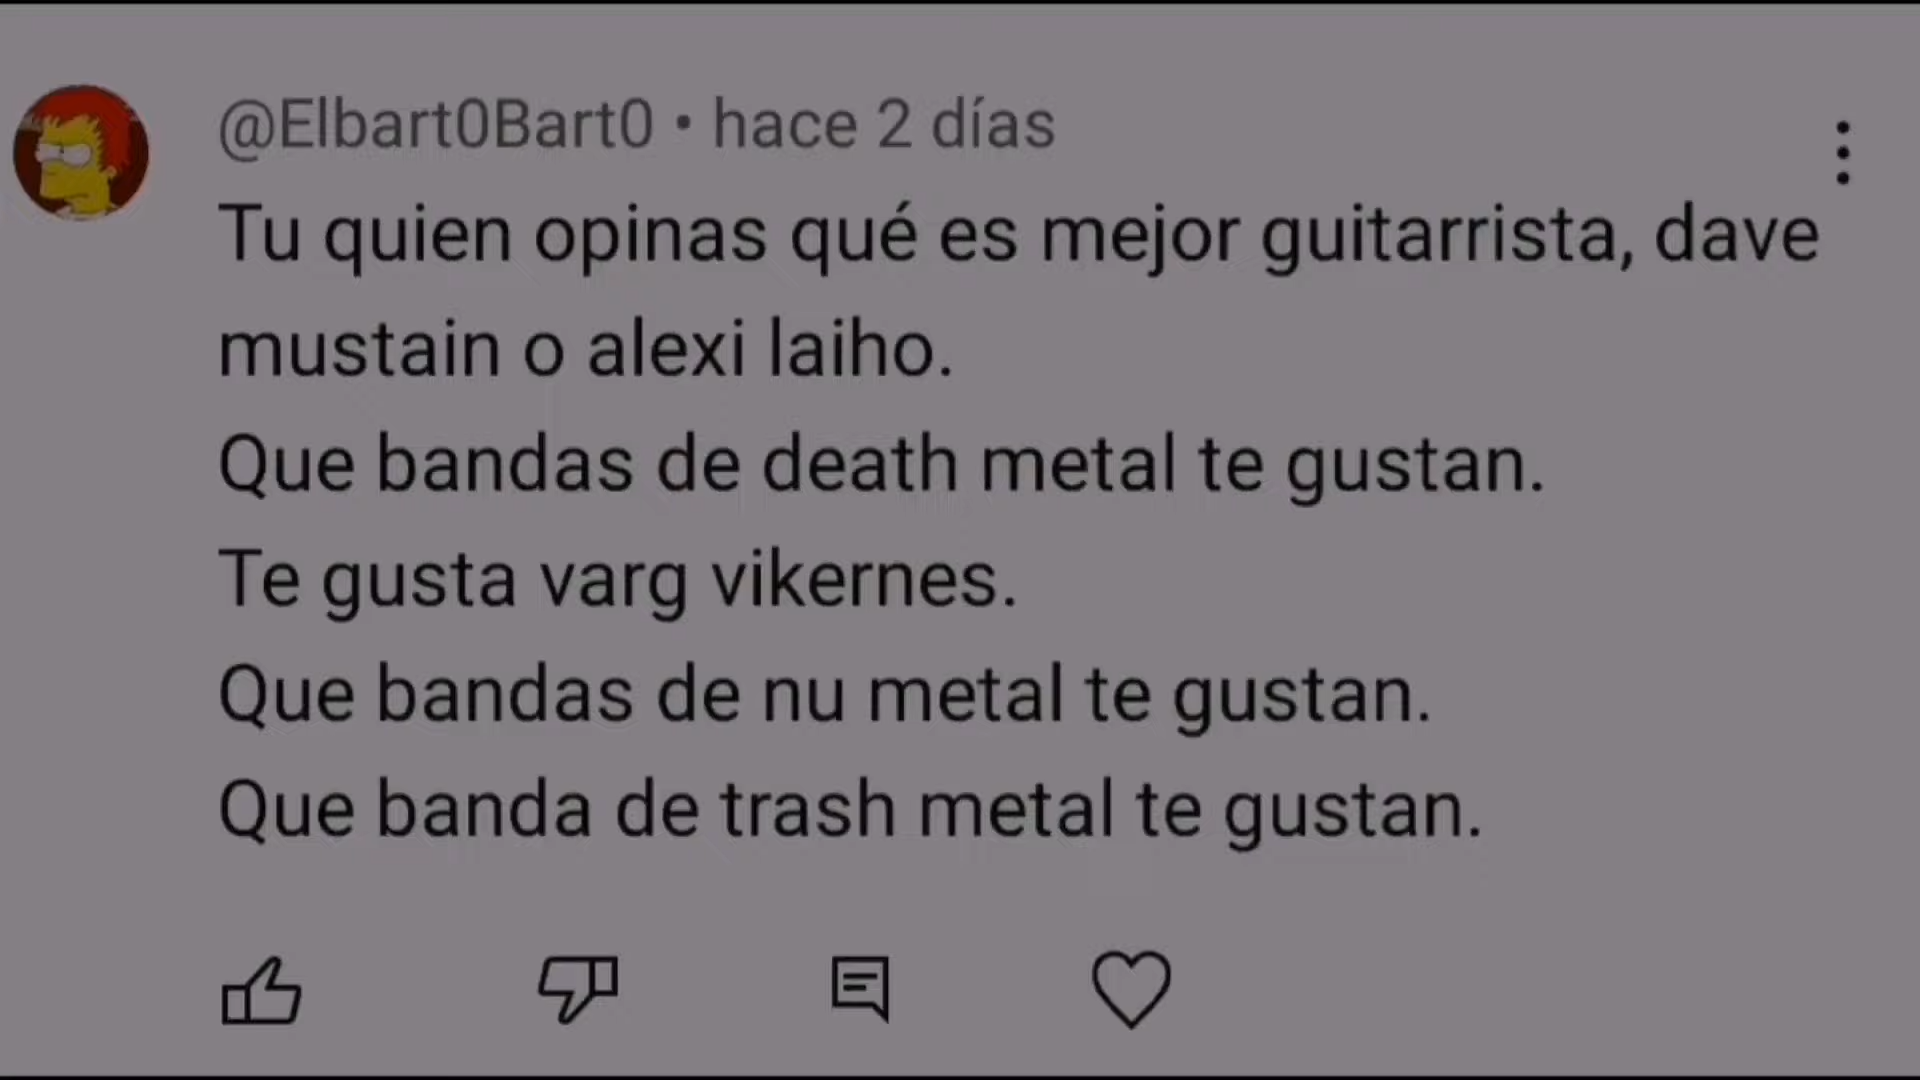 @Elbart0Bart0 • hace 2 días
Tu quien opinas qué es mejor guitarrista, dave
mustain o alexi laiho.
Que bandas de death metal te gustan.
Te gusta varg vikernes.
Que bandas de nu metal te gustan.
Que banda de trash metal te gustan.